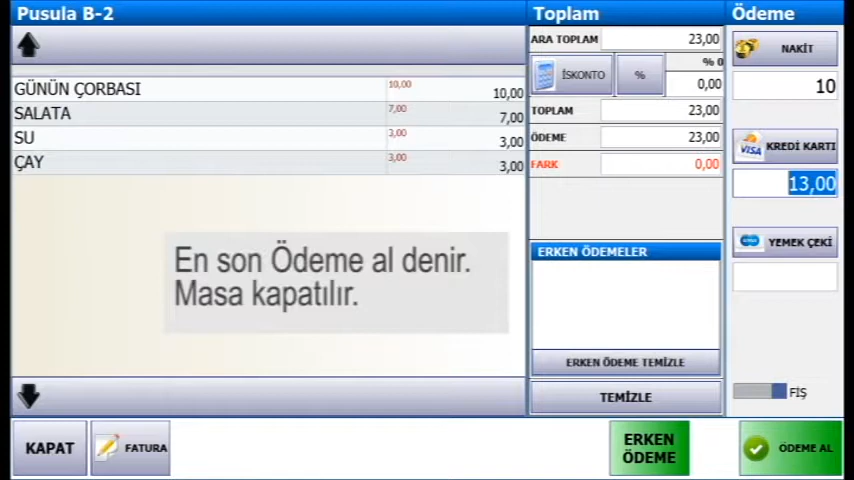 Pusula B-2
GÜNÜN ÇORBASI 10,00 10,00
SALATA 7,00 7,00
SU 3,00 3,00
ÇAY 3,00 3,00
En son Ödeme al denir.
Masa kapatılır.
KAPAT
FATURA
Toplam
ARA TOPLAM 23,00
İSKONTO % % 0
0,00
TOPLAM 23,00
ÖDEME 23,00
FARK 0,00
ERKEN ÖDEMELER
ERKEN ÖDEME TEMİZLE
TEMİZLE
ERKEN
ÖDEME
Ödeme
NAKİT
10
VISA KREDİ KARTI
13,00
YEMEK ÇEKİ
FİŞ
ÖDEME AL